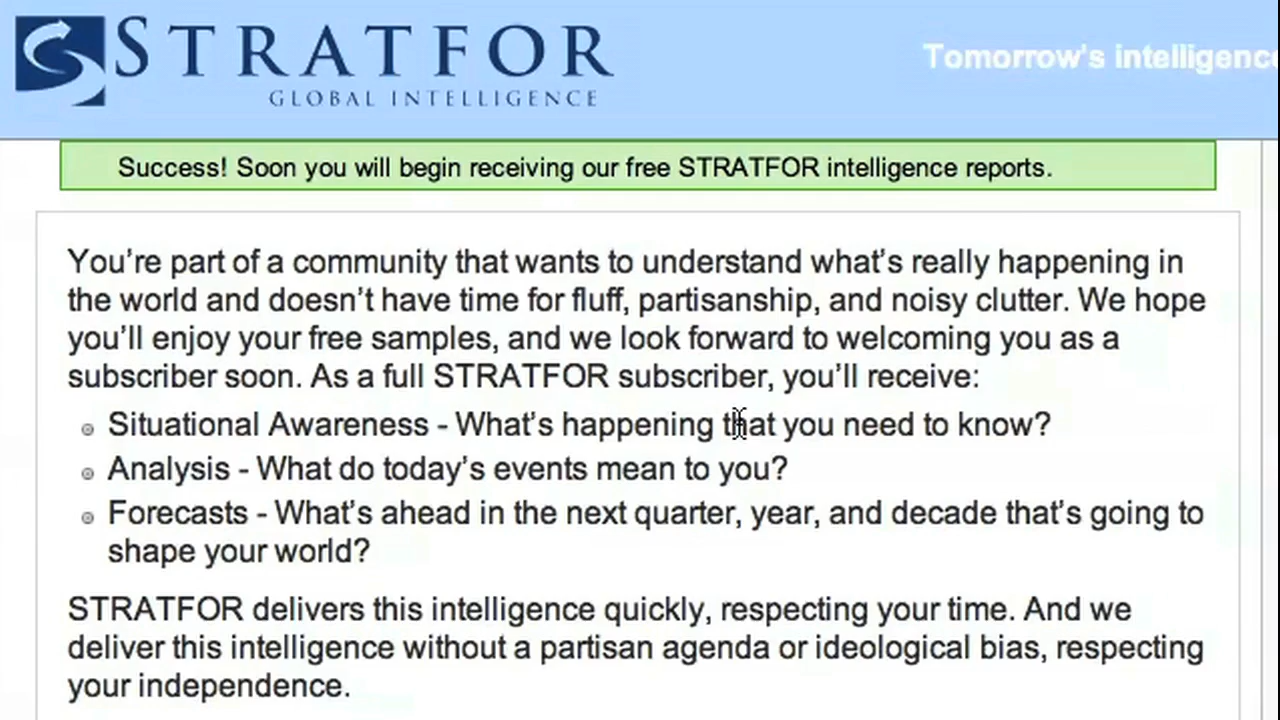 STRATFOR
GLOBAL INTELLIGENCE
Tomorrow's intelligence
Success! Soon you will begin receiving our free STRATFOR intelligence reports.
You're part of a community that wants to understand what's really happening in
the world and doesn't have time for fluff, partisanship, and noisy clutter. We hope
you'll enjoy your free samples, and we look forward to welcoming you as a
subscriber soon. As a full STRATFOR subscriber, you'll receive:
Situational Awareness - What's happening that you need to know?
Analysis - What do today's events mean to you?
Forecasts - What's ahead in the next quarter, year, and decade that's going to
shape your world?
STRATFOR delivers this intelligence quickly, respecting your time. And we
deliver this intelligence without a partisan agenda or ideological bias, respecting
your independence.